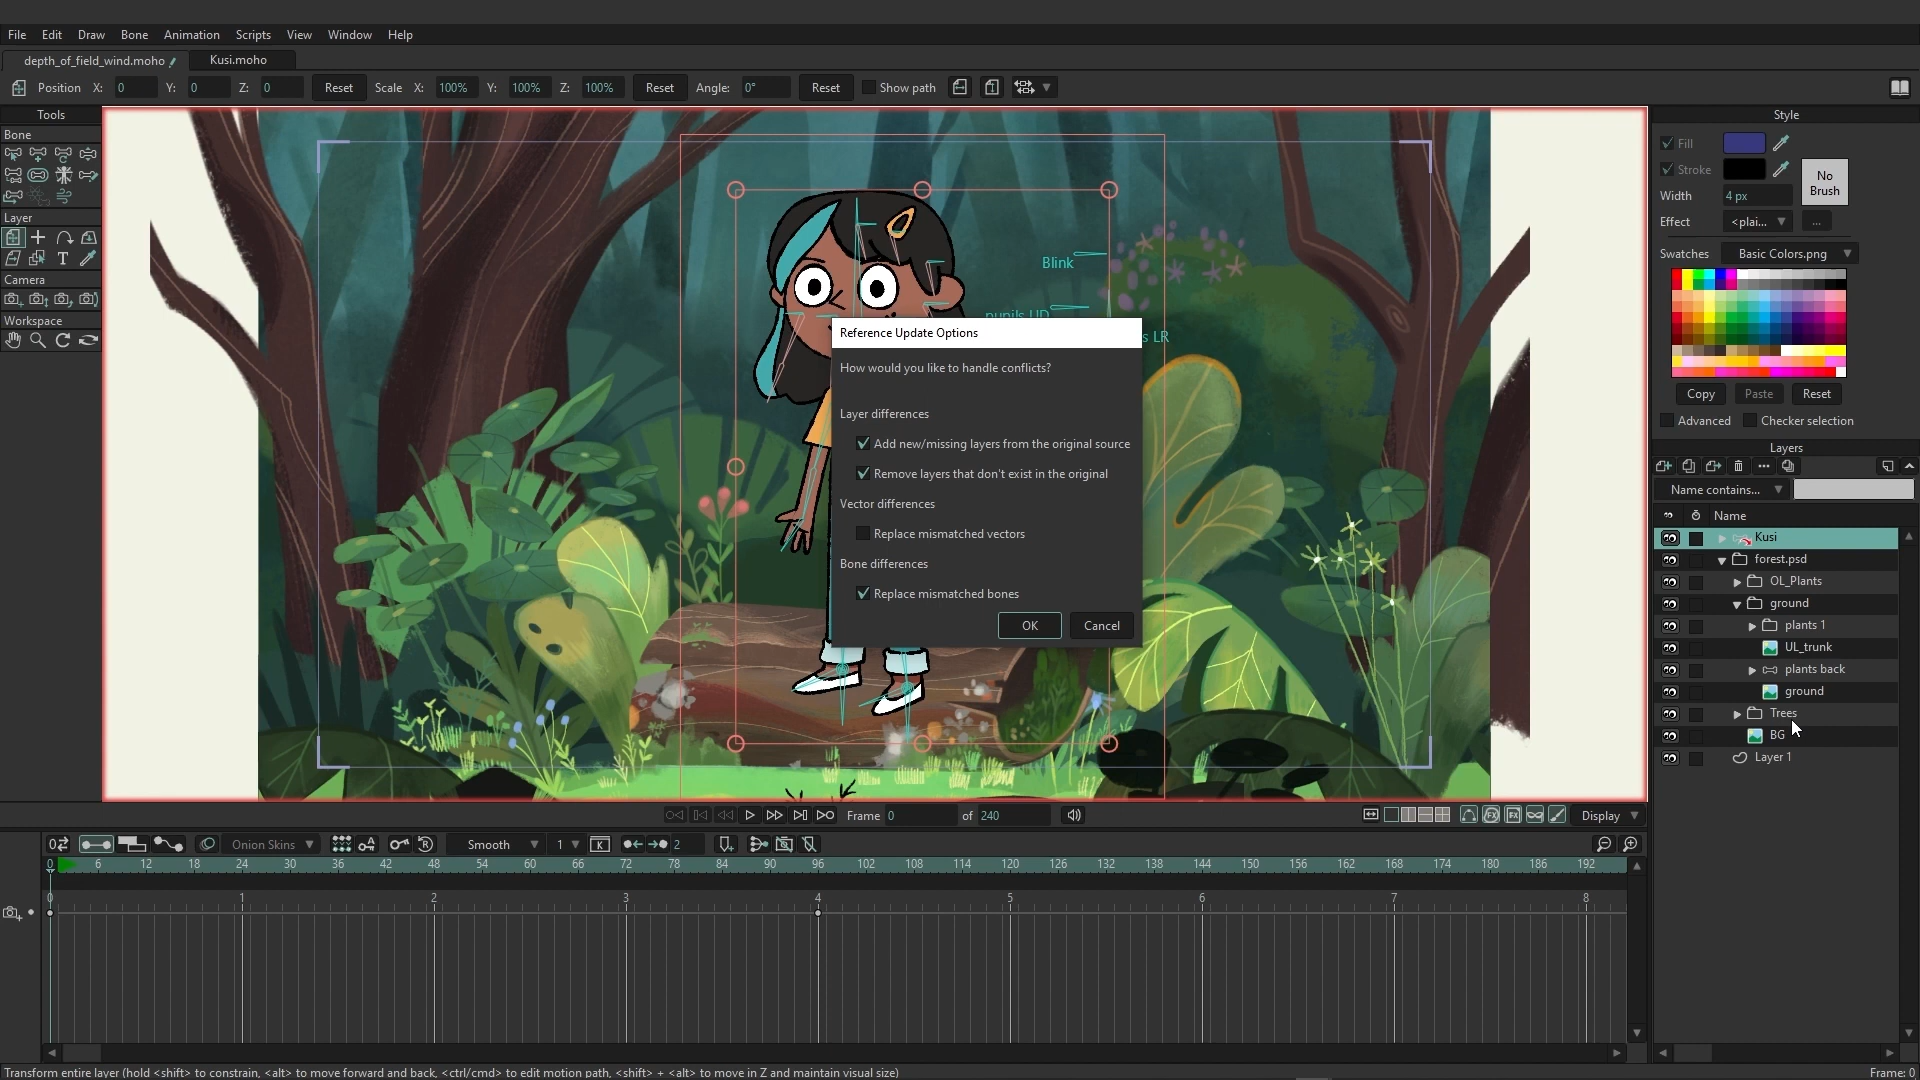 File Edit Draw Bone Animation Scripts View Window Help
depth_of_field_wind.moho Kusi.moho
Position X: 0 Y: 0 Z: 0 Reset Scale X: 100% Y: 100% Z: 100% Reset Angle: 0° Reset Show path
Tools
Bone
Layer
T
Camera
Workspace
Blink
pupils UD
s LR
Reference Update Options
How would you like to handle conflicts?
Layer differences
Add new/missing layers from the original source
Remove layers that don't exist in the original
Vector differences
Replace mismatched vectors
Bone differences
Replace mismatched bones
OK Cancel
Style
Fill
Stroke
No
Brush
Width 4 px
Effect <plai... ...
Swatches Basic Colors.png
Copy Paste Reset
Advanced Checker selection
Layers
Name contains...
Name
Kusi
forest.psd
OL_Plants
ground
plants 1
UL_trunk
plants back
ground
Trees
BG
Layer 1
Frame 0 of 240 Display
Onion Skins Smooth 1 K 2
0 6 12 18 24 30 36 42 48 54 60 66 72 78 84 90 96 102 108 114 120 126 132 138 144 150 156 162 168 174 180 186 192
0 1 2 3 4 5 6 7 8
Transform entire layer (hold <shift> to constrain, <alt> to move forward and back, <ctrl/cmd> to edit motion path, <shift> + <alt> to move in Z and maintain visual size) Frame: 0